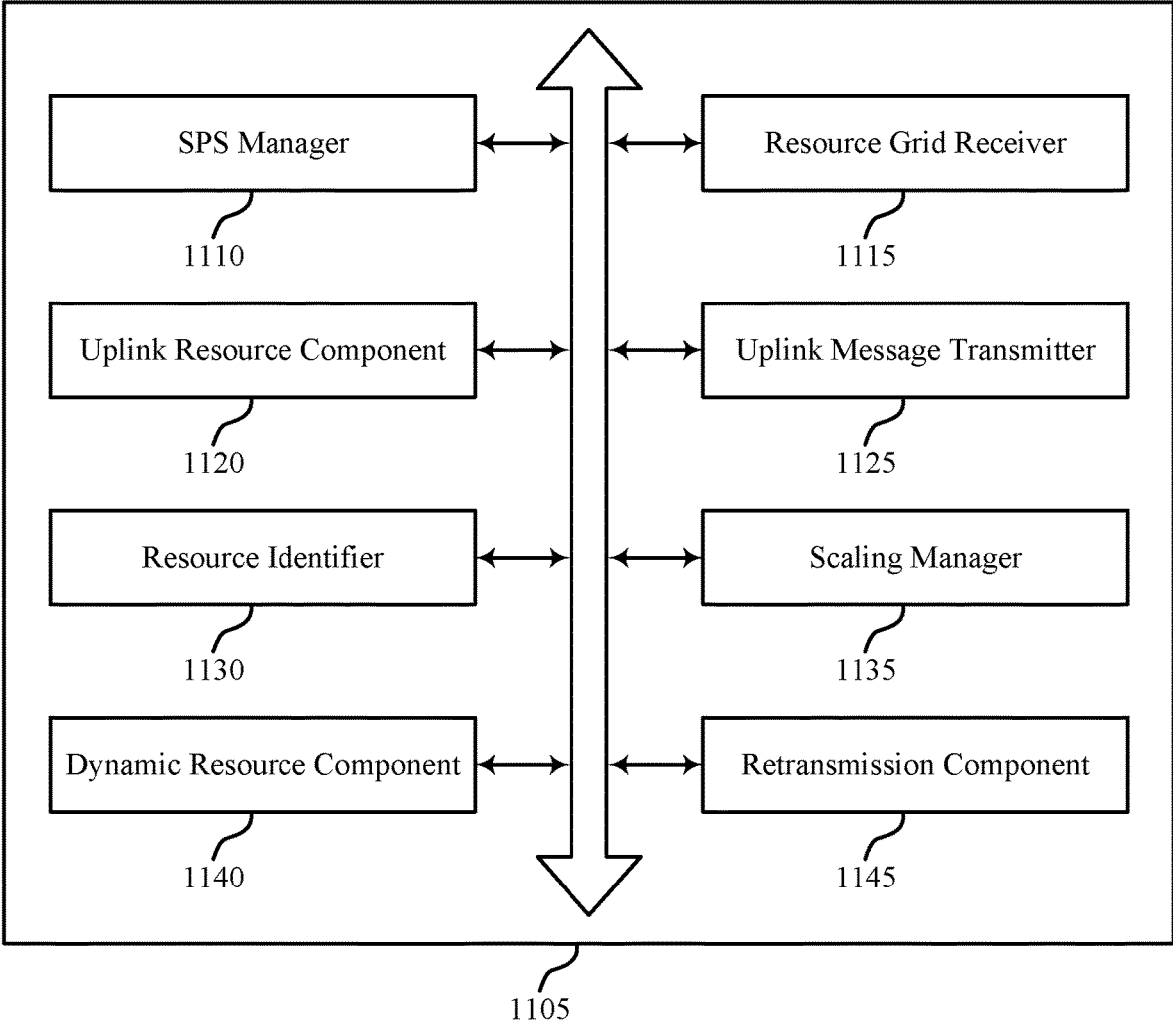 SPS Manager
Resource Grid Receiver
1110
1115
Uplink Resource Component
Uplink Message Transmitter
1120
1125
Resource Identifier
Scaling Manager
1130
1135
Dynamic Resource Component
Retransmission Component
1140
1145
1105